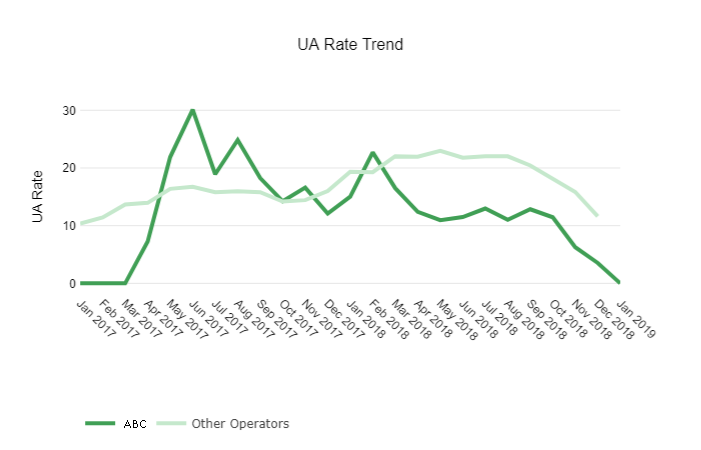 UA Rate Trend
30
20
10
0
UA Rate
Jan 2017
Feb 2017
Mar 2017
Apr 2017
May 2017
Jun 2017
Jul 2017
Aug 2017
Sep 2017
Oct 2017
Nov 2017
Dec 2017
Jan 2018
Feb 2018
Mar 2018
Apr 2018
May 2018
Jun 2018
Jul 2018
Aug 2018
Sep 2018
Oct 2018
Nov 2018
Dec 2018
Jan 2019
ABC
Other Operators